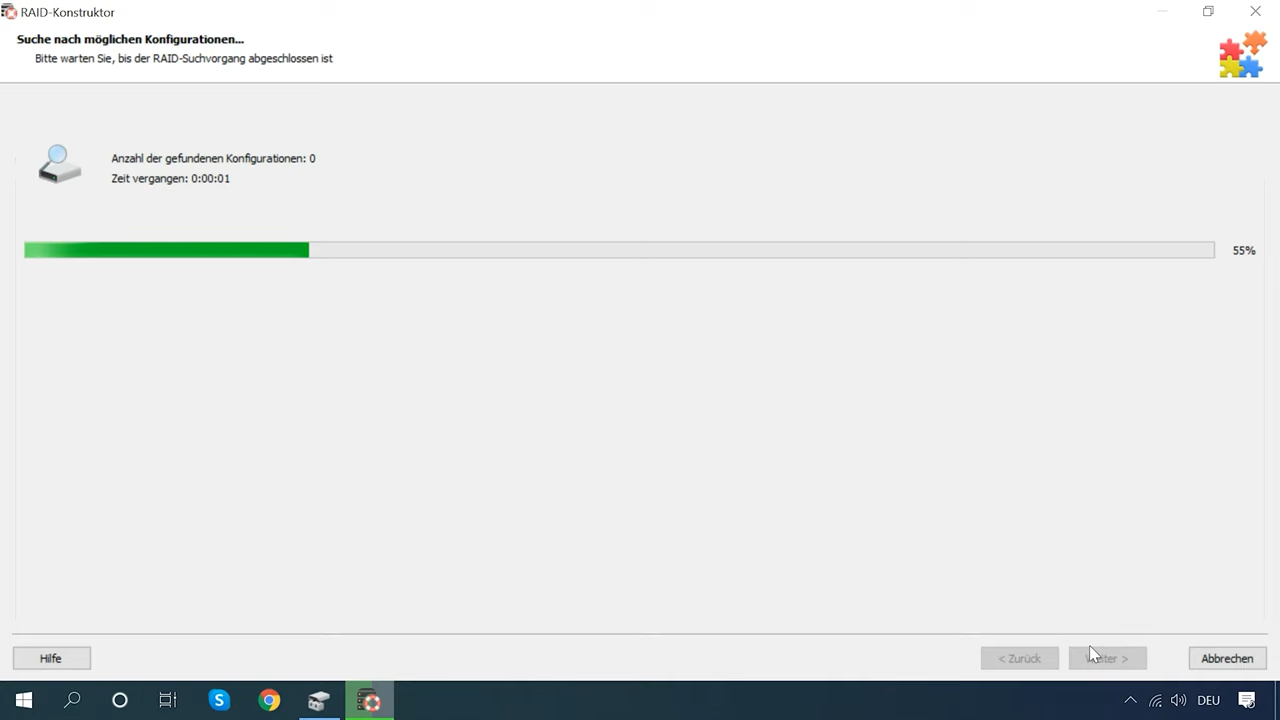 RAID-Konstruktor
Suche nach möglichen Konfigurationen...
Bitte warten Sie, bis der RAID-Suchvorgang abgeschlossen ist
Anzahl der gefundenen Konfigurationen: 0
Zeit vergangen: 0:00:01
55%
Hilfe
< Zurück
Weiter >
Abbrechen
DEU